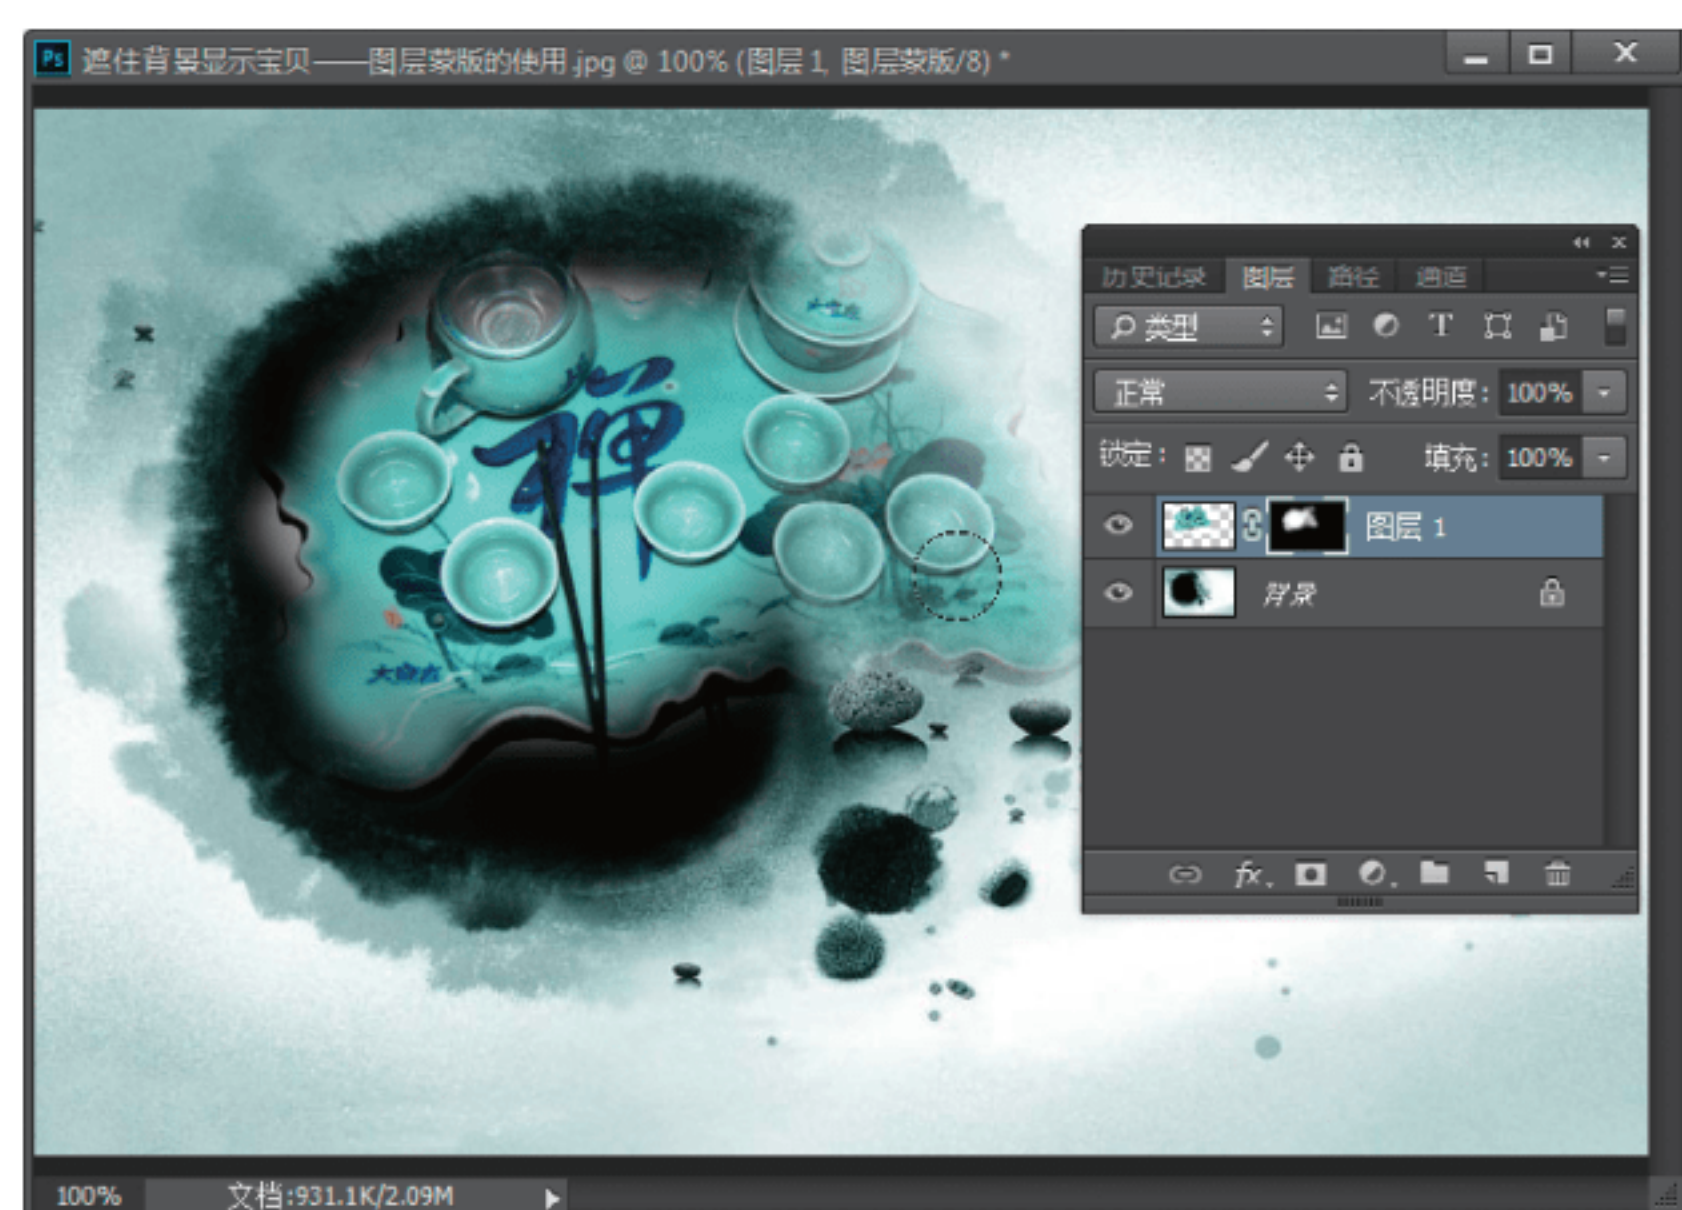 Ps 遮住背景显示宝贝——图层蒙版的使用.jpg @ 100% (图层 1, 图层蒙版/8) *
禅
历史记录 图层 路径 通道
类型
T
正常 不透明度: 100%
锁定: 填充: 100%
图层 1
背景
fx.
100% 文档:931.1K/2.09M